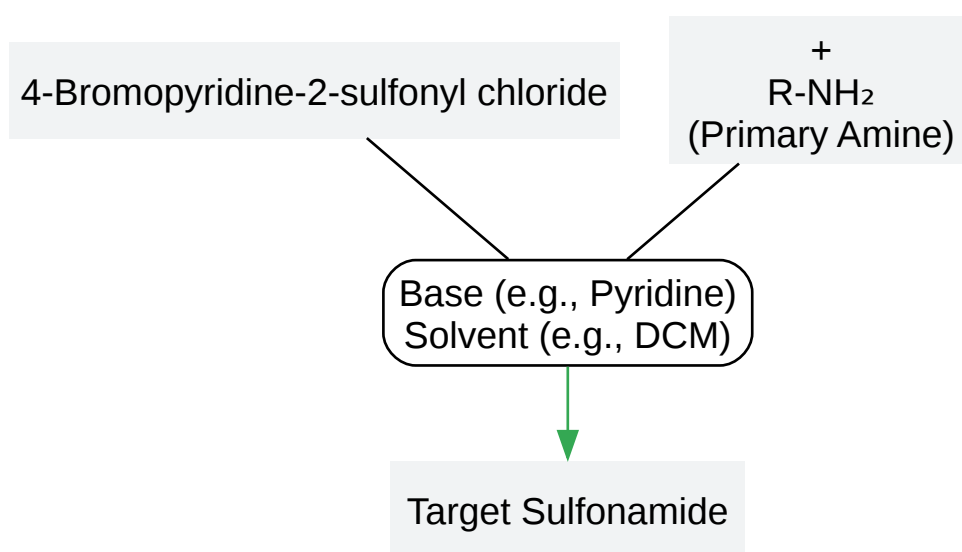 4-Bromopyridine-2-sulfonyl chloride
+
R-NH₂
(Primary Amine)
Base (e.g., Pyridine)
Solvent (e.g., DCM)
Target Sulfonamide